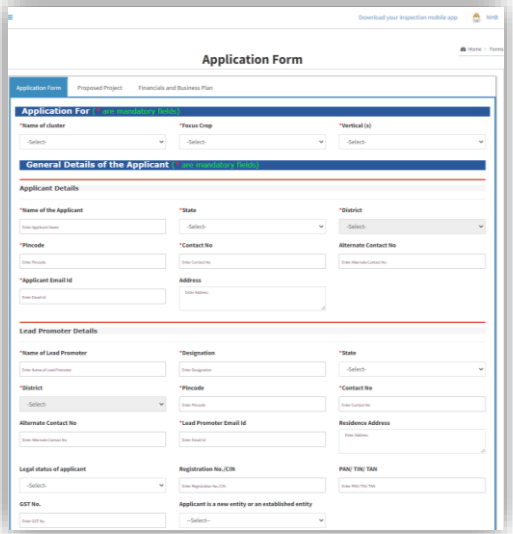 Download your Inspection mobile app NHB
Home > Forms
Application Form
Application Form Proposed Project Financials and Business Plan
Application For (* are mandatory fields)
*Name of cluster *Focus Crop *Vertical (s)
-Select- -Select- -Select-
General Details of the Applicant (* are mandatory fields)
Applicant Details
*Name of the Applicant *State *District
Enter Applicant Name -Select- -Select-
*Pincode *Contact No Alternate Contact No
Enter Pincode Enter Contact No Enter Alternate Contact No
*Applicant Email Id Address
Enter Email Id Enter Address
Lead Promoter Details
*Name of Lead Promoter *Designation *State
Enter Name of Lead Promoter Enter Designation -Select-
*District *Pincode *Contact No
-Select- Enter Pincode Enter Contact No
Alternate Contact No *Lead Promoter Email Id Residence Address
Enter Alternate Contact No Enter Email Id Enter Address
Legal status of applicant Registration No./CIN PAN/ TIN/ TAN
-Select- Enter Registration No./CIN Enter PAN/TIN/TAN
GST No. Applicant is a new entity or an established entity
Enter GST No. --Select--